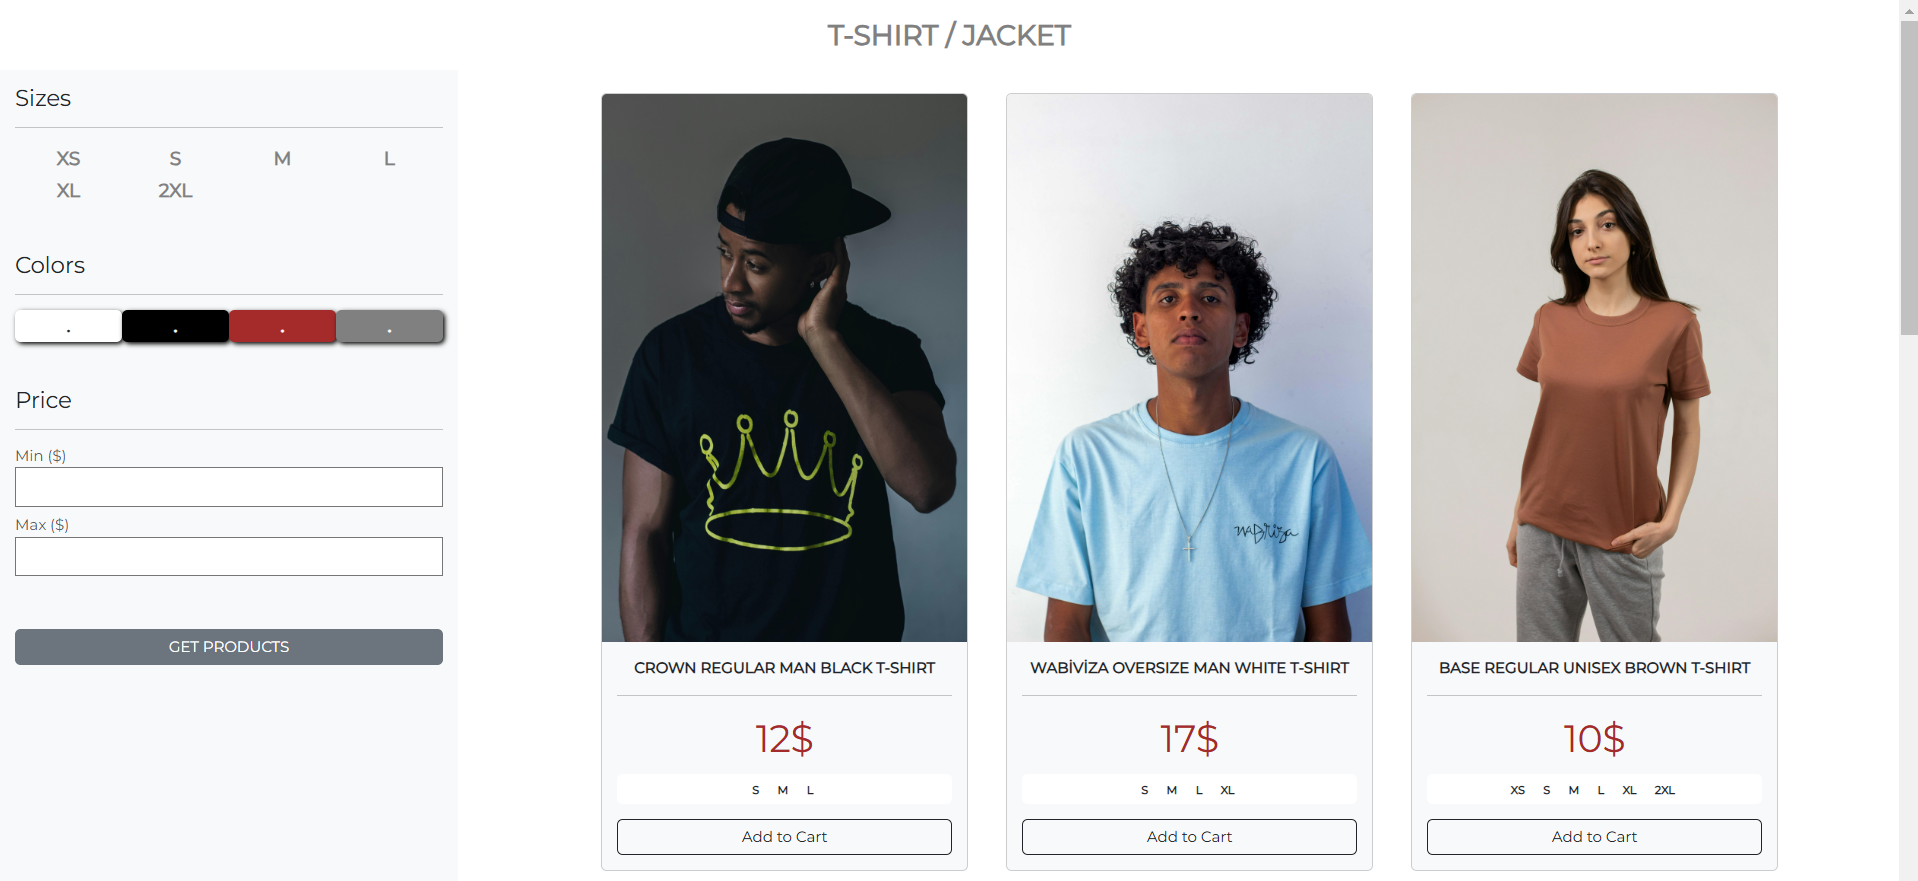 T-SHIRT / JACKET
Sizes
XS S M L
XL 2XL
Colors
. . . .
Price
Min ($)
Max ($)
GET PRODUCTS
CROWN REGULAR MAN BLACK T-SHIRT
12$
S M L
Add to Cart
waBiviza
WABİVİZA OVERSIZE MAN WHITE T-SHIRT
17$
S M L XL
Add to Cart
BASE REGULAR UNISEX BROWN T-SHIRT
10$
XS S M L XL 2XL
Add to Cart